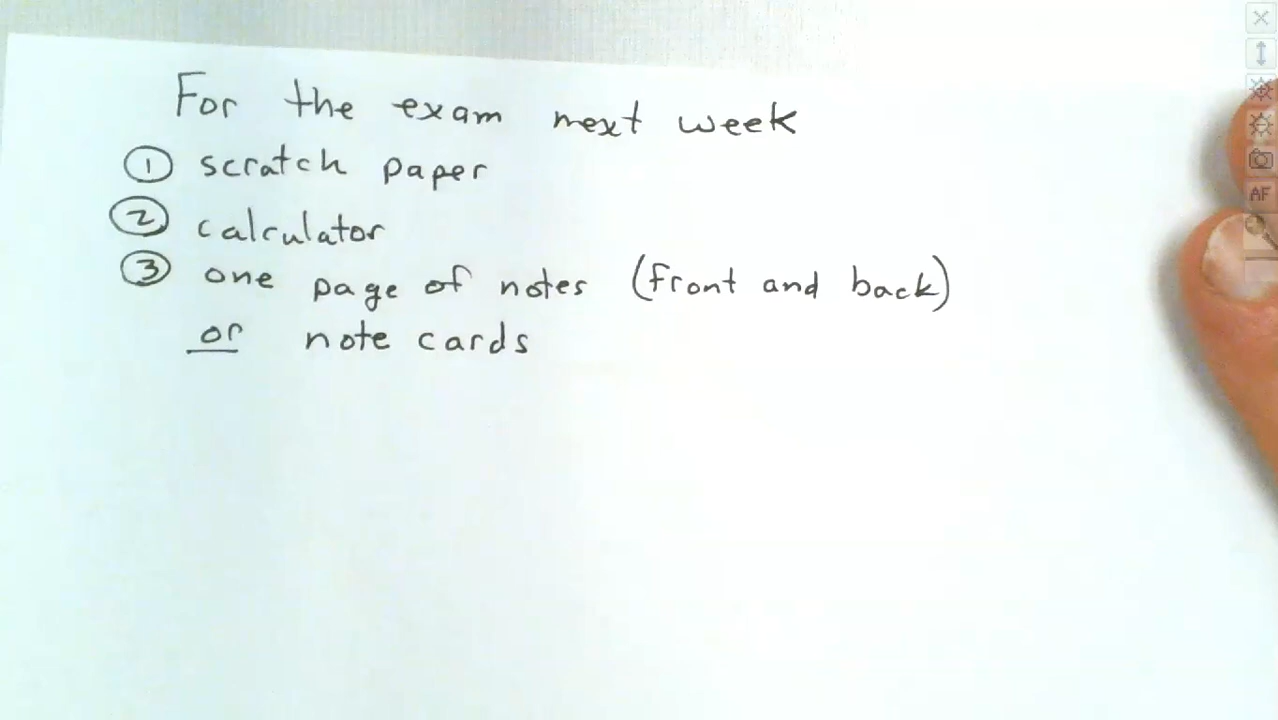 For the exam next week
① scratch paper
② calculator
③ one page of notes (front and back)
or note cards
AF